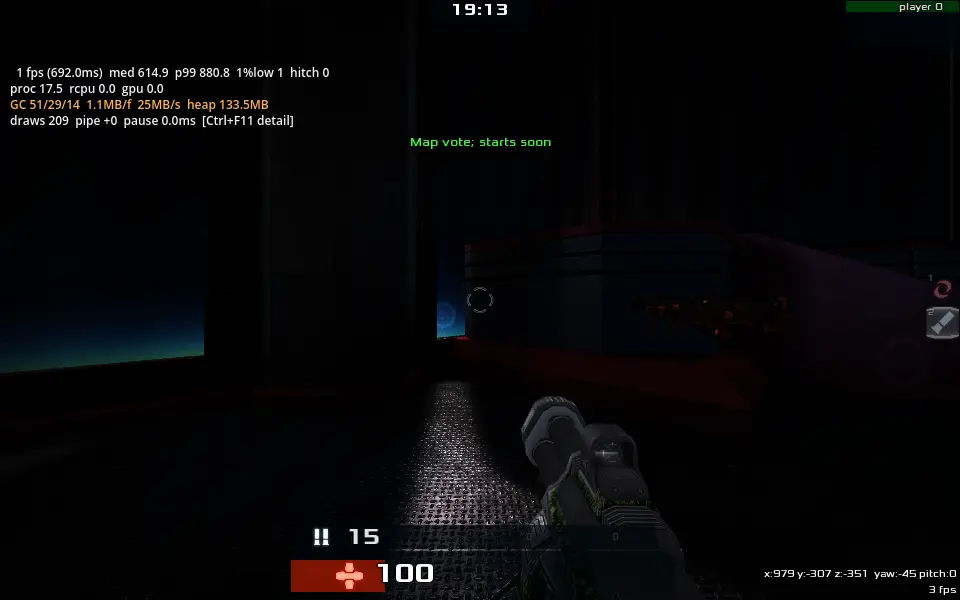 19:13
player 0
1 fps (692.0ms)  med 614.9  p99 880.8  1%low 1  hitch 0
proc 17.5  rcpu 0.0  gpu 0.0
GC 51/29/14  1.1MB/f  25MB/s  heap 133.5MB
draws 209  pipe +0  pause 0.0ms  [Ctrl+F11 detail]
Map vote; starts soon
1
2
15
100
x:979 y:-307 z:-351  yaw:-45 pitch:0
3 fps